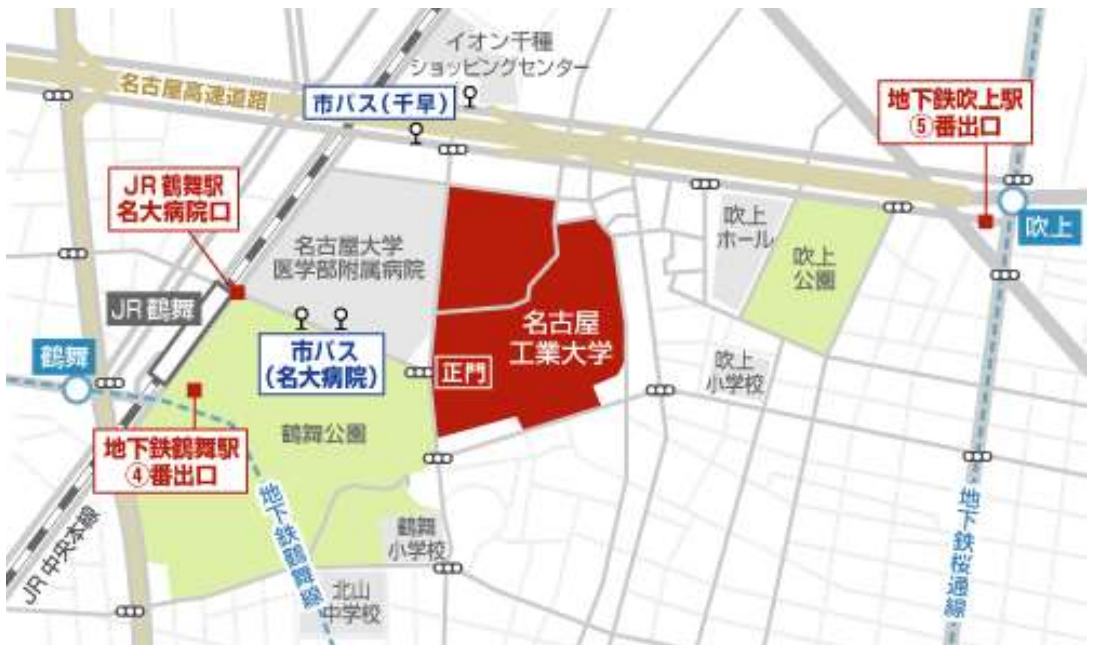 イオン千種
ショッピングセンター
名古屋高速道路
市バス(千早)
地下鉄吹上駅
⑤番出口
JR鶴舞駅
名大病院口
名古屋大学
医学部附属病院
吹上
ホール
吹上
公園
吹上
JR鶴舞
名古屋
工業大学
鶴舞
市バス
(名大病院)
正門
吹上
小学校
鶴舞公園
地下鉄鶴舞駅
④番出口
地下鉄鶴舞線
地下鉄桜通線
JR中央本線
鶴舞
小学校
北山
中学校